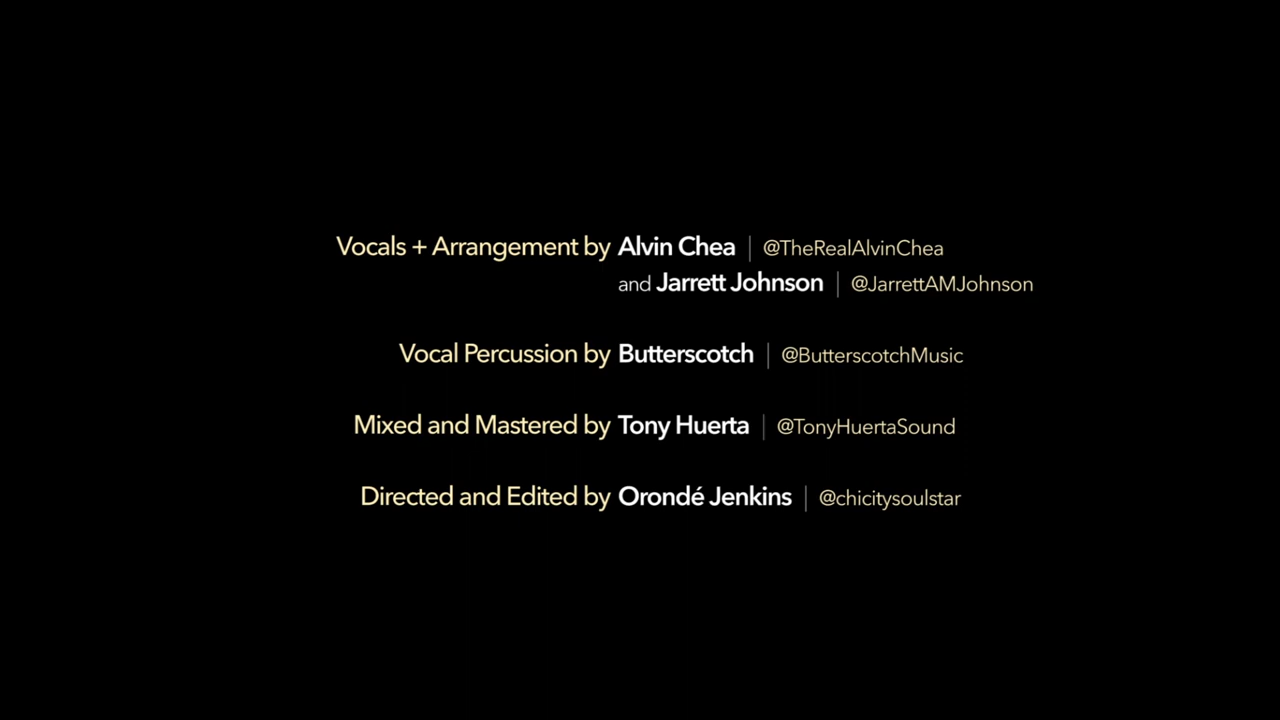 Vocals + Arrangement by Alvin Chea | @TheRealAlvinChea
and Jarrett Johnson | @JarrettAMJohnson
Vocal Percussion by Butterscotch | @ButterscotchMusic
Mixed and Mastered by Tony Huerta | @TonyHuertaSound
Directed and Edited by Orondé Jenkins | @chicitysoulstar